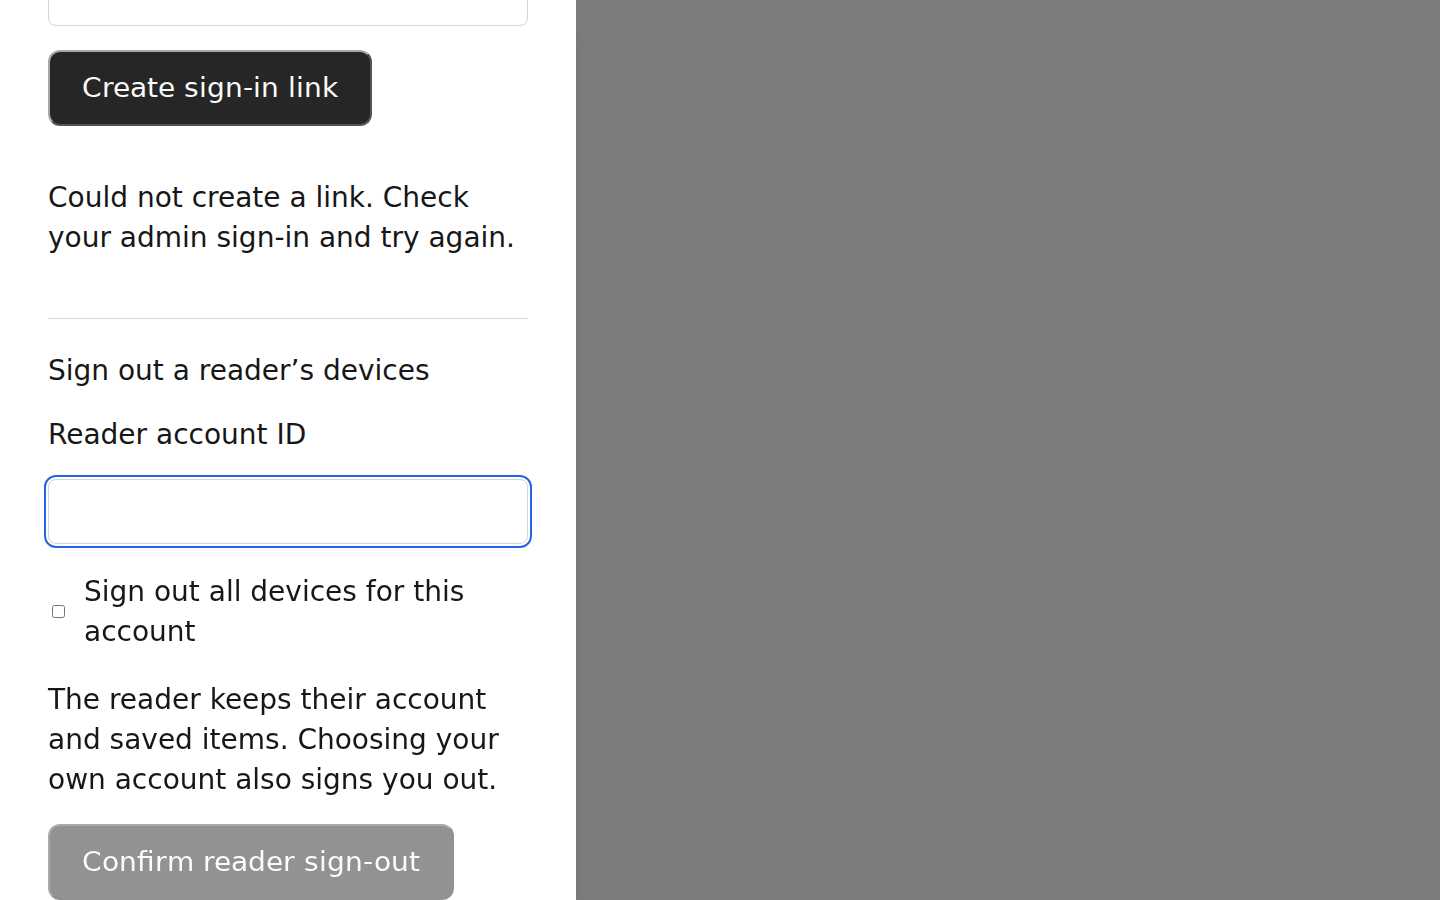 Create sign-in link
Could not create a link. Check
your admin sign-in and try again.
Sign out a reader’s devices
Reader account ID
Sign out all devices for this
account
The reader keeps their account
and saved items. Choosing your
own account also signs you out.
Confirm reader sign-out